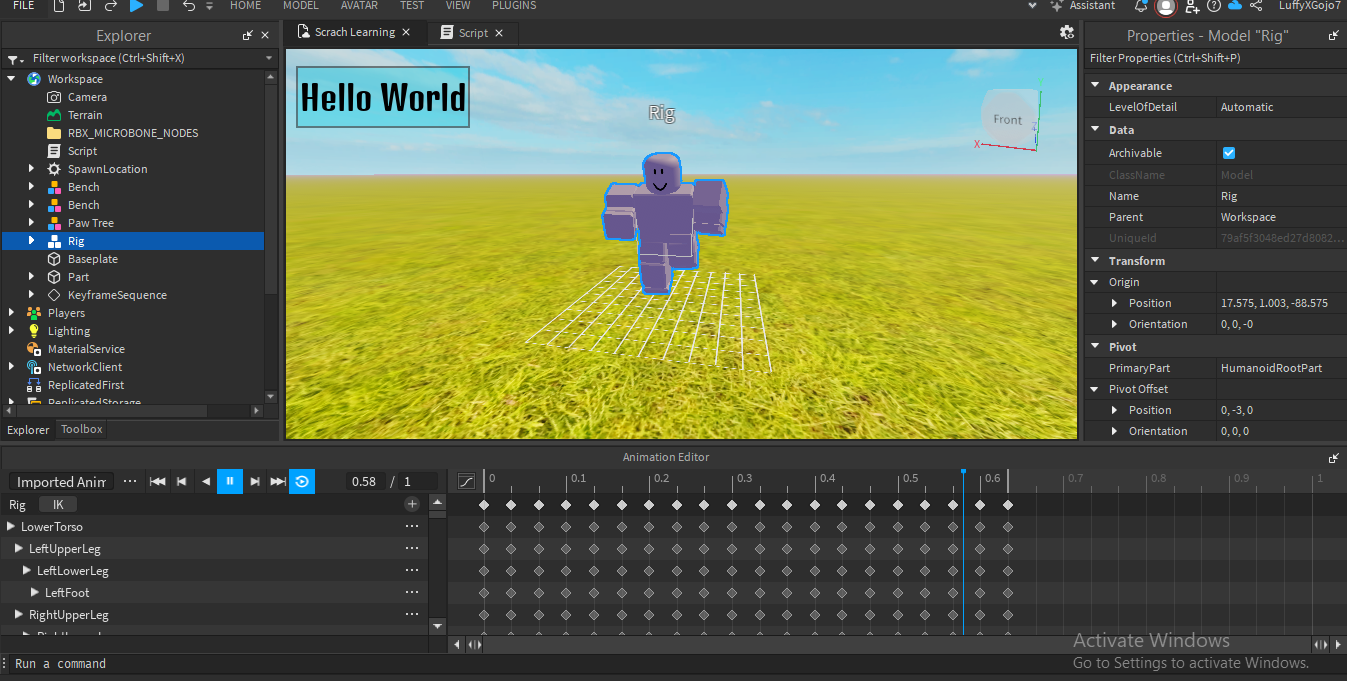 FILE HOME MODEL AVATAR TEST VIEW PLUGINS Assistant LuffyXGojo7
Explorer
Filter workspace (Ctrl+Shift+X)
Workspace
Camera
Terrain
RBX_MICROBONE_NODES
Script
SpawnLocation
Bench
Bench
Paw Tree
Rig
Baseplate
Part
KeyframeSequence
Players
Lighting
MaterialService
NetworkClient
ReplicatedFirst
ReplicatedStorage
Explorer Toolbox
Scrach Learning Script
Hello World
Rig
Front
X
Properties - Model "Rig"
Filter Properties (Ctrl+Shift+P)
Appearance
LevelOfDetail Automatic
Data
Archivable
ClassName Model
Name Rig
Parent Workspace
UniqueId 79af5f3048ed27d8082...
Transform
Origin
Position 17.575, 1.003, -88.575
Orientation 0, 0, -0
Pivot
PrimaryPart HumanoidRootPart
Pivot Offset
Position 0, -3, 0
Orientation 0, 0, 0
Animation Editor
Imported Anim ... 0.58 / 1 0 0.1 0.2 0.3 0.4 0.5 0.6 0.7 0.8 0.9 1
Rig IK
LowerTorso ...
LeftUpperLeg ...
LeftLowerLeg ...
LeftFoot ...
RightUpperLeg ...
Activate Windows
Go to Settings to activate Windows.
Run a command